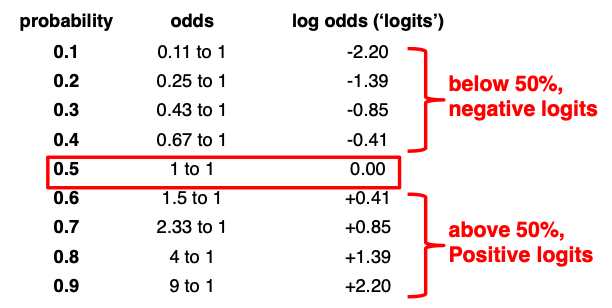 probability odds log odds (‘logits’)
0.1 0.11 to 1 -2.20
0.2 0.25 to 1 -1.39
0.3 0.43 to 1 -0.85
0.4 0.67 to 1 -0.41
0.5 1 to 1 0.00
0.6 1.5 to 1 +0.41
0.7 2.33 to 1 +0.85
0.8 4 to 1 +1.39
0.9 9 to 1 +2.20
below 50%,
negative logits
above 50%,
Positive logits